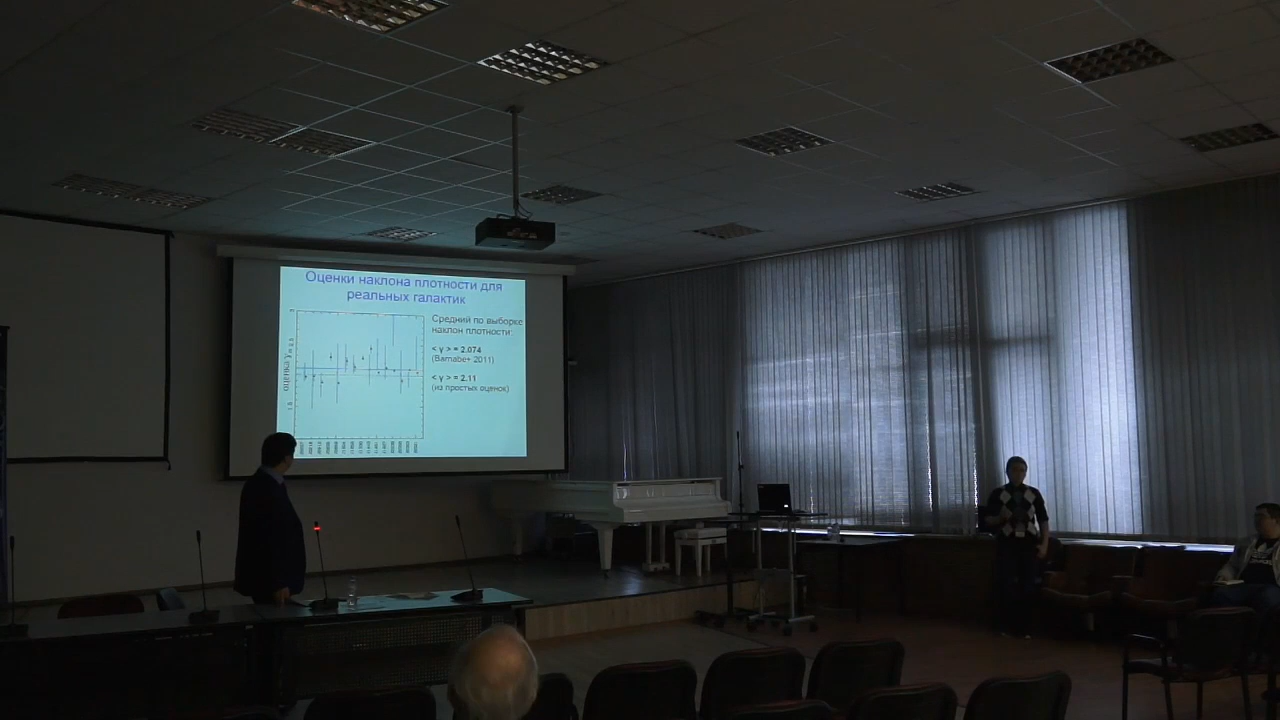 Оценки наклона плотности для
реальных галактик
Средний по выборке
наклон плотности:
< γ > = 2.074
(Barnabe+ 2011)
< γ > = 2.11
(из простых оценок)
оценка γ